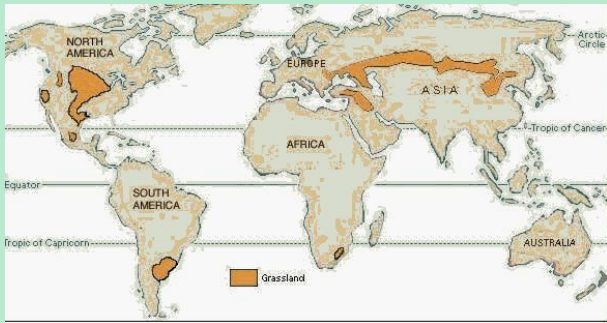 NORTH
AMERICA
Arctic
Circle
EUROPE
ASIA
Tropic of Cancer
AFRICA
Equator
SOUTH
AMERICA
Tropic of Capricorn
AUSTRALIA
Grassland